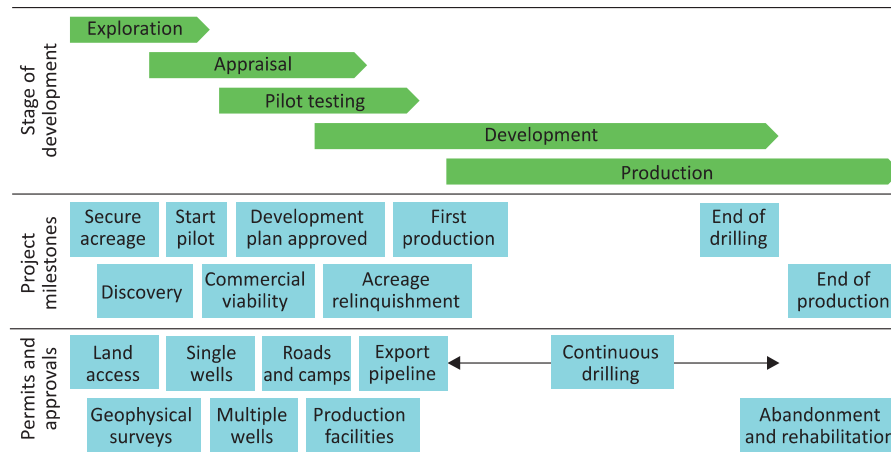 Stage of
development
Exploration
Appraisal
Pilot testing
Development
Production
Project
milestones
Secure
acreage
Start
pilot
Development
plan approved
First
production
End of
drilling
Discovery
Commercial
viability
Acreage
relinquishment
End of
production
Permits and
approvals
Land
access
Single
wells
Roads
and camps
Export
pipeline
Continuous
drilling
Geophysical
surveys
Multiple
wells
Production
facilities
Abandonment
and rehabilitation